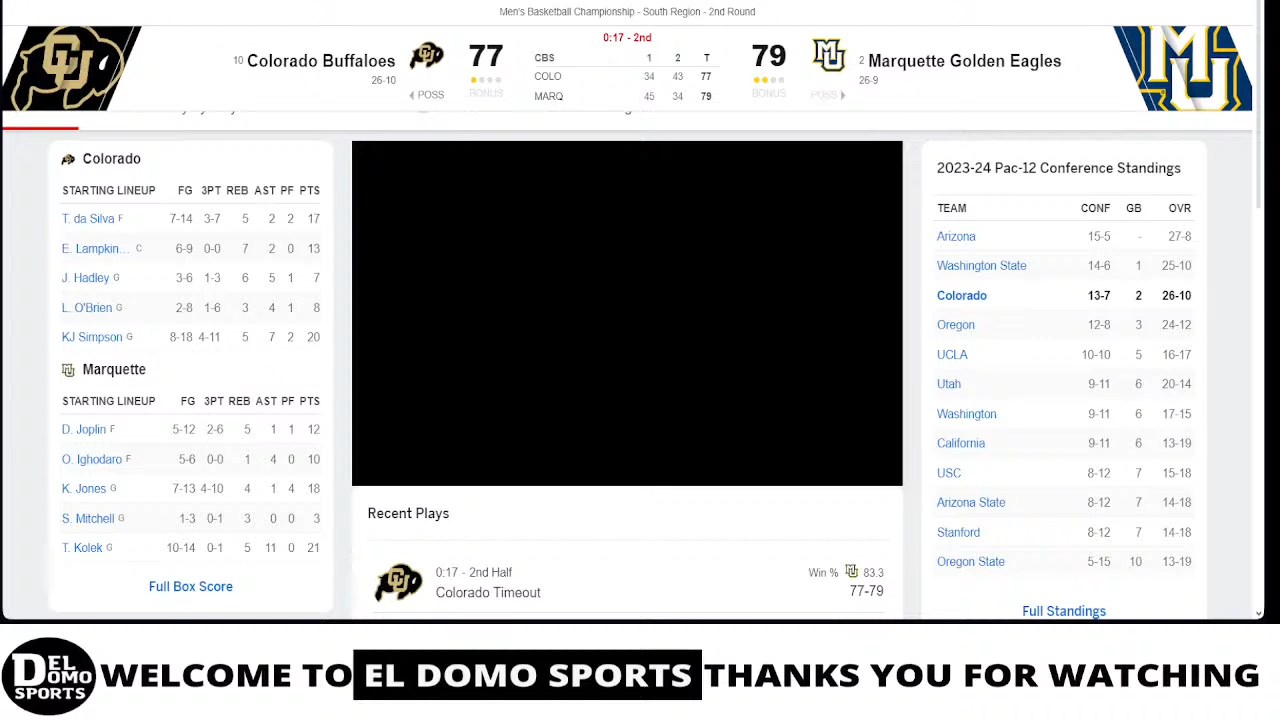 Men's Basketball Championship - South Region - 2nd Round
10 Colorado Buffaloes
26-10
77
BONUS
◀ POSS
0:17 - 2nd
CBS 1 2 T
COLO 34 43 77
MARQ 45 34 79
79
BONUS
2 Marquette Golden Eagles
26-9
POSS ▶
Colorado
STARTING LINEUP FG 3PT REB AST PF PTS
T. da Silva F 7-14 3-7 5 2 2 17
E. Lampkin... C 6-9 0-0 7 2 0 13
J. Hadley G 3-6 1-3 6 5 1 7
L. O'Brien G 2-8 1-6 3 4 1 8
KJ Simpson G 8-18 4-11 5 7 2 20
Marquette
STARTING LINEUP FG 3PT REB AST PF PTS
D. Joplin F 5-12 2-6 5 1 1 12
O. Ighodaro F 5-6 0-0 1 4 0 10
K. Jones G 7-13 4-10 4 1 4 18
S. Mitchell G 1-3 0-1 3 0 0 3
T. Kolek G 10-14 0-1 5 11 0 21
Full Box Score
Recent Plays
0:17 - 2nd Half
Colorado Timeout
Win % 83.3
77-79
2023-24 Pac-12 Conference Standings
TEAM CONF GB OVR
Arizona 15-5 - 27-8
Washington State 14-6 1 25-10
Colorado 13-7 2 26-10
Oregon 12-8 3 24-12
UCLA 10-10 5 16-17
Utah 9-11 6 20-14
Washington 9-11 6 17-15
California 9-11 6 13-19
USC 8-12 7 15-18
Arizona State 8-12 7 14-18
Stanford 8-12 7 14-18
Oregon State 5-15 10 13-19
Full Standings
DEL DOMO SPORTS
WELCOME TO EL DOMO SPORTS THANKS YOU FOR WATCHING